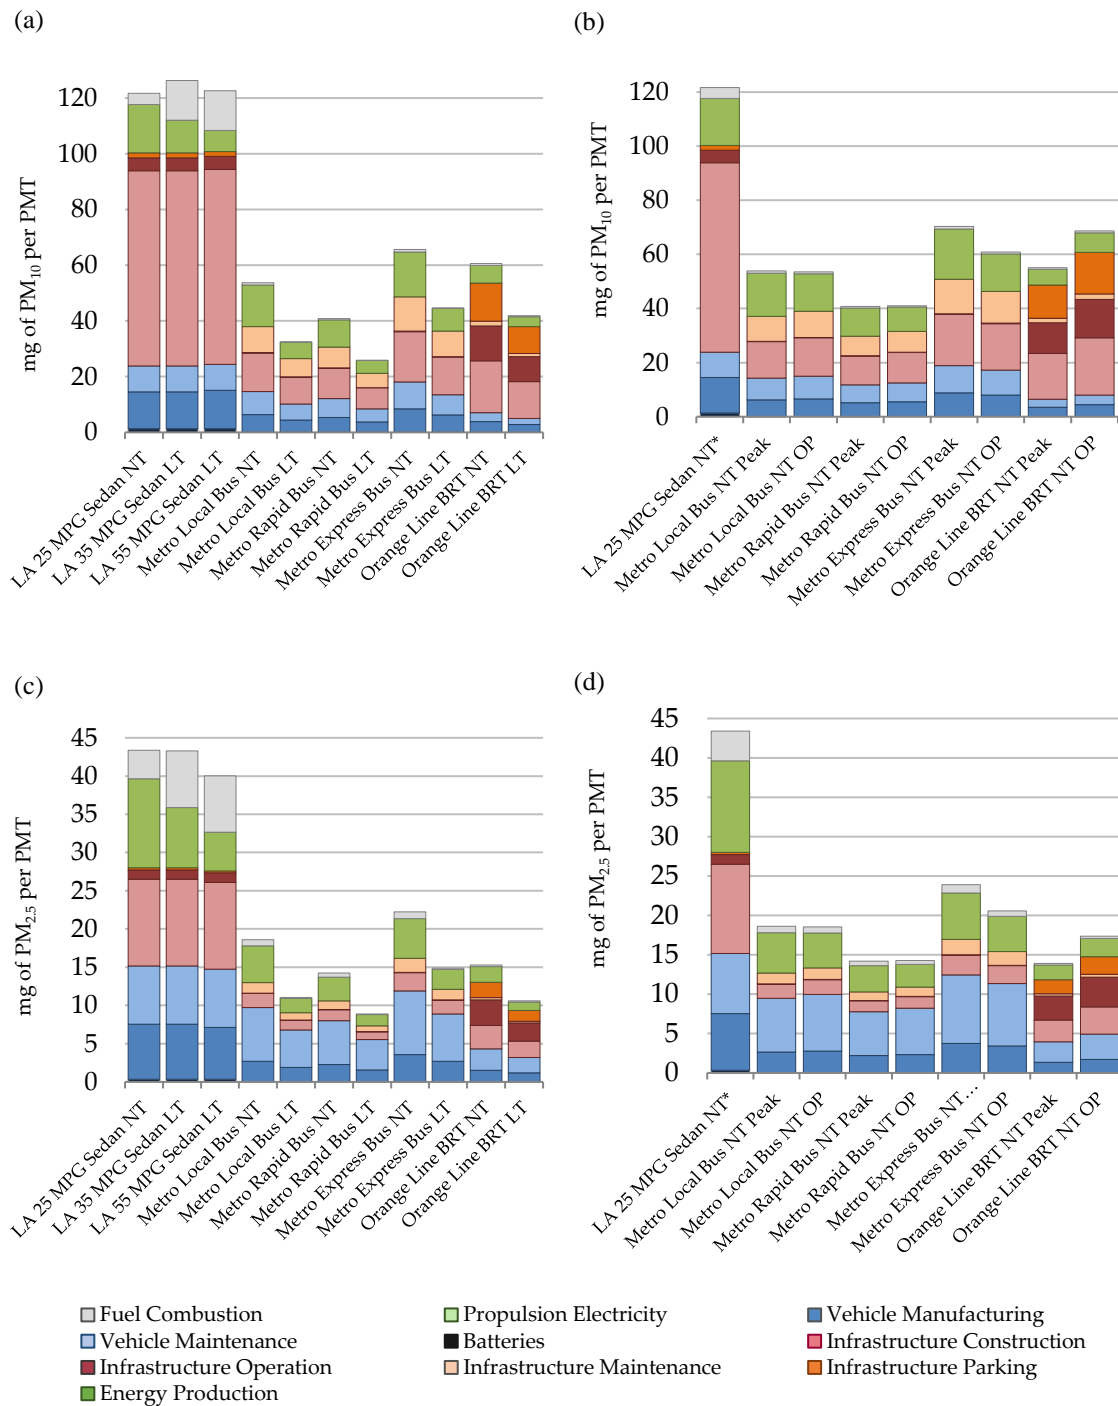 (a)
mg of PM10 per PMT
120
100
80
60
40
20
0
LA 25 MPG Sedan NT
LA 35 MPG Sedan LT
LA 55 MPG Sedan LT
Metro Local Bus NT
Metro Local Bus LT
Metro Rapid Bus NT
Metro Rapid Bus LT
Metro Express Bus NT
Metro Express Bus LT
Orange Line BRT NT
Orange Line BRT LT
(b)
mg of PM10 per PMT
120
100
80
60
40
20
0
LA 25 MPG Sedan NT*
Metro Local Bus NT Peak
Metro Local Bus NT OP
Metro Rapid Bus NT Peak
Metro Rapid Bus NT OP
Metro Express Bus NT Peak
Metro Express Bus NT OP
Orange Line BRT NT Peak
Orange Line BRT NT OP
(c)
mg of PM2.5 per PMT
45
40
35
30
25
20
15
10
5
0
LA 25 MPG Sedan NT
LA 35 MPG Sedan LT
LA 55 MPG Sedan LT
Metro Local Bus NT
Metro Local Bus LT
Metro Rapid Bus NT
Metro Rapid Bus LT
Metro Express Bus NT
Metro Express Bus LT
Orange Line BRT NT
Orange Line BRT LT
(d)
mg of PM2.5 per PMT
45
40
35
30
25
20
15
10
5
0
LA 25 MPG Sedan NT*
Metro Local Bus NT Peak
Metro Local Bus NT OP
Metro Rapid Bus NT Peak
Metro Rapid Bus NT OP
Metro Express Bus NT…
Metro Express Bus NT OP
Orange Line BRT NT Peak
Orange Line BRT NT OP
Fuel Combustion
Propulsion Electricity
Vehicle Manufacturing
Vehicle Maintenance
Batteries
Infrastructure Construction
Infrastructure Operation
Infrastructure Maintenance
Infrastructure Parking
Energy Production